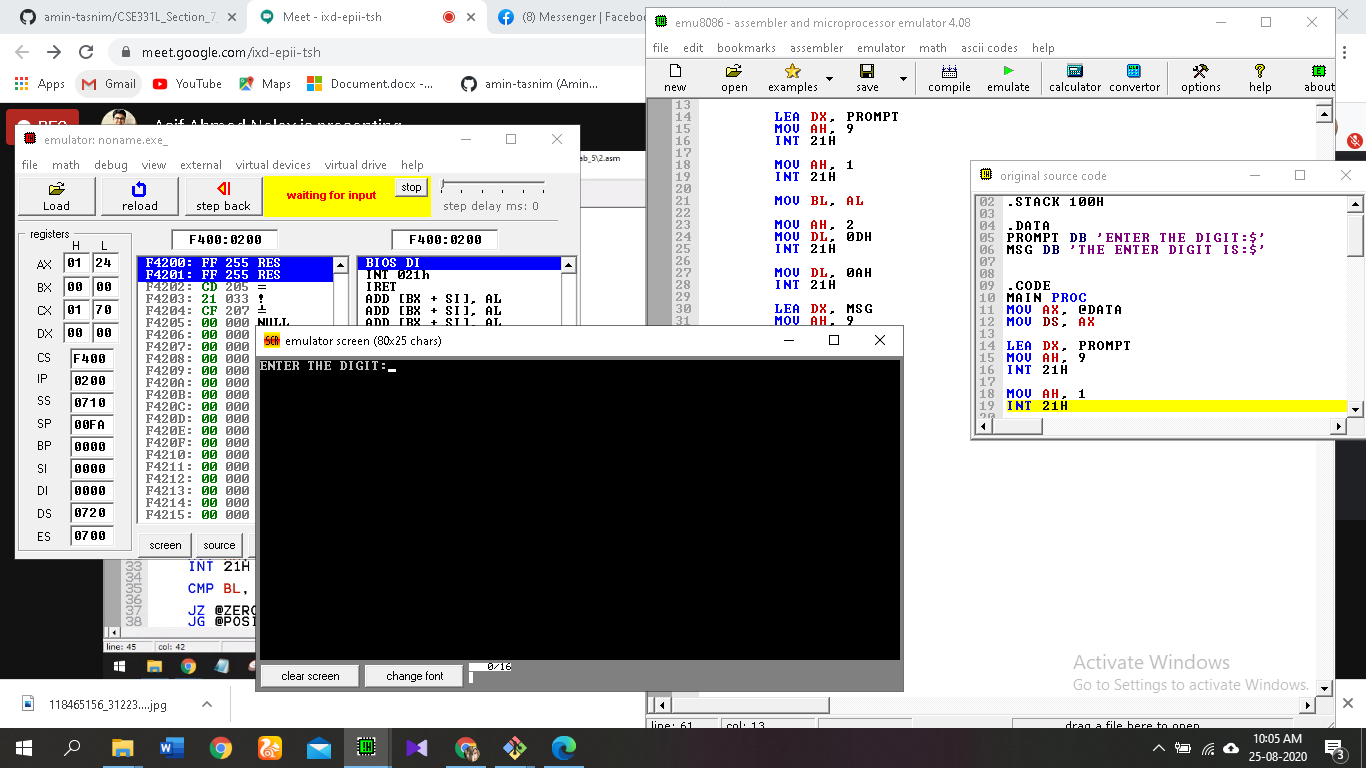 amin-tasnim/CSE331L_Section_7_
Meet - ixd-epii-tsh
(8) Messenger | Faceboo
meet.google.com/ixd-epii-tsh
Apps
Gmail
YouTube
Maps
Document.docx -...
amin-tasnim (Amin...
REC
Asif Ahmed Neloy is presenting
ab_5\2.asm
emu8086 - assembler and microprocessor emulator 4.08
file edit bookmarks assembler emulator math ascii codes help
new open examples save compile emulate calculator convertor options help about
13
14 LEA DX, PROMPT
15 MOV AH, 9
16 INT 21H
17
18 MOV AH, 1
19 INT 21H
20
21 MOV BL, AL
22
23 MOV AH, 2
24 MOV DL, 0DH
25 INT 21H
26
27 MOV DL, 0AH
28 INT 21H
29
30 LEA DX, MSG
31 MOV AH, 9
line: 61
col: 13
drag a file here to open
original source code
02 .STACK 100H
03
04 .DATA
05 PROMPT DB 'ENTER THE DIGIT:$'
06 MSG DB 'THE ENTER DIGIT IS:$'
07
08
09 .CODE
10 MAIN PROC
11 MOV AX, @DATA
12 MOV DS, AX
13
14 LEA DX, PROMPT
15 MOV AH, 9
16 INT 21H
17
18 MOV AH, 1
19 INT 21H
20
emulator: noname.exe_
file math debug view external virtual devices virtual drive help
Load
reload
step back
waiting for input
stop
step delay ms: 0
registers
F400:0200
F400:0200
H L
AX 01 24
BX 00 00
CX 01 70
DX 00 00
CS F400
IP 0200
SS 0710
SP 00FA
BP 0000
SI 0000
DI 0000
DS 0720
ES 0700
F4200: FF 255 RES
F4201: FF 255 RES
F4202: CD 205 =
F4203: 21 033 !
F4204: CF 207 ╧
F4205: 00 000 NULL
F4206: 00 000
F4207: 00 000
F4208: 00 000
F4209: 00 000
F420A: 00 000
F420B: 00 000
F420C: 00 000
F420D: 00 000
F420E: 00 000
F420F: 00 000
F4210: 00 000
F4211: 00 000
F4212: 00 000
F4213: 00 000
F4214: 00 000
F4215: 00 000
BIOS DI
INT 021h
IRET
ADD [BX + SI], AL
ADD [BX + SI], AL
ADD [BX + SI], AL
screen
source
emulator screen (80x25 chars)
ENTER THE DIGIT:
clear screen
change font
0/16
33 INT 21H
35 CMP BL,
37 JZ @ZERO
38 JG @POSI
line: 45
col: 42
Activate Windows
Go to Settings to activate Windows.
118465156_31223....jpg
10:05 AM
25-08-2020
3